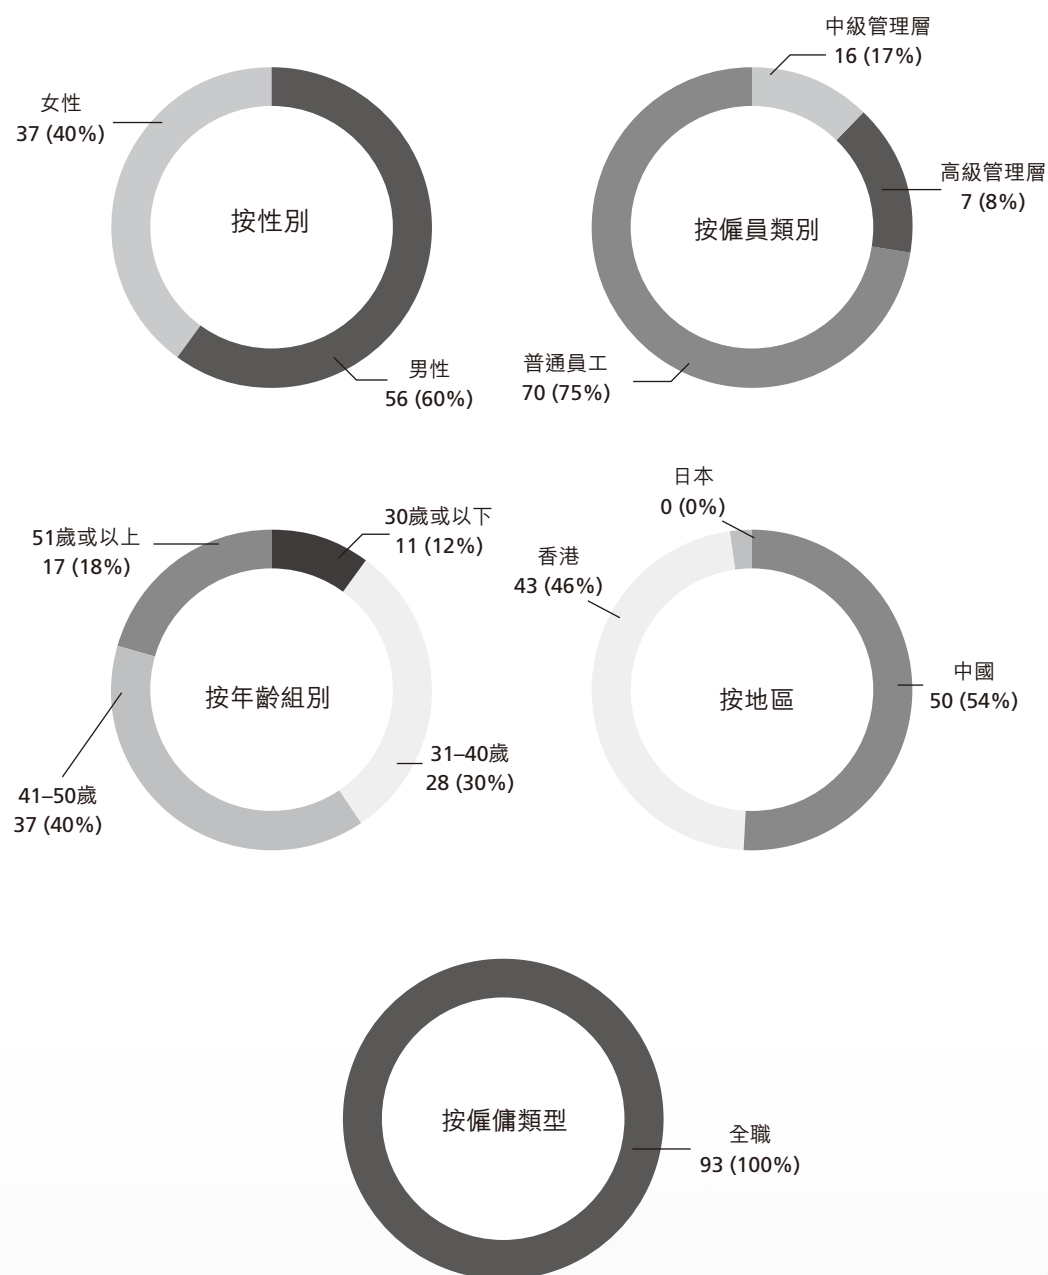 按性別
女性
37 (40%)
男性
56 (60%)
按僱員類別
中級管理層
16 (17%)
高級管理層
7 (8%)
普通員工
70 (75%)
按年齡組別
30歲或以下
11 (12%)
31–40歲
28 (30%)
41–50歲
37 (40%)
51歲或以上
17 (18%)
按地區
日本
0 (0%)
香港
43 (46%)
中國
50 (54%)
按僱傭類型
全職
93 (100%)